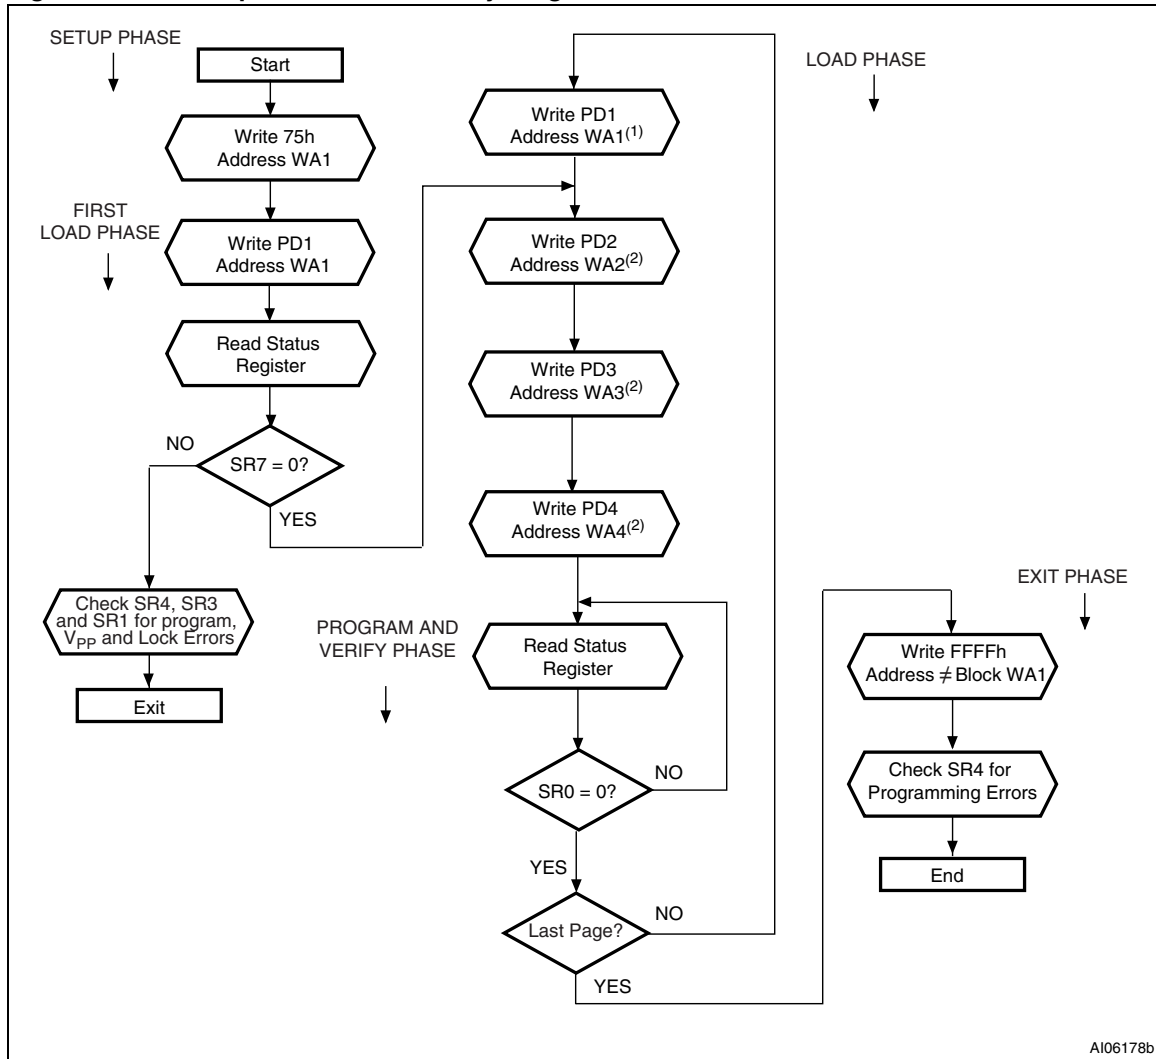 SETUP PHASE
Start
Write 75h
Address WA1
FIRST
LOAD PHASE
Write PD1
Address WA1
Read Status
Register
SR7 = 0?
NO
YES
Check SR4, SR3
and SR1 for program,
VPP and Lock Errors
Exit
LOAD PHASE
Write PD1
Address WA1(1)
Write PD2
Address WA2(2)
Write PD3
Address WA3(2)
Write PD4
Address WA4(2)
PROGRAM AND
VERIFY PHASE
Read Status
Register
SR0 = 0?
NO
YES
Last Page?
NO
YES
EXIT PHASE
Write FFFFh
Address ≠ Block WA1
Check SR4 for
Programming Errors
End
AI06178b